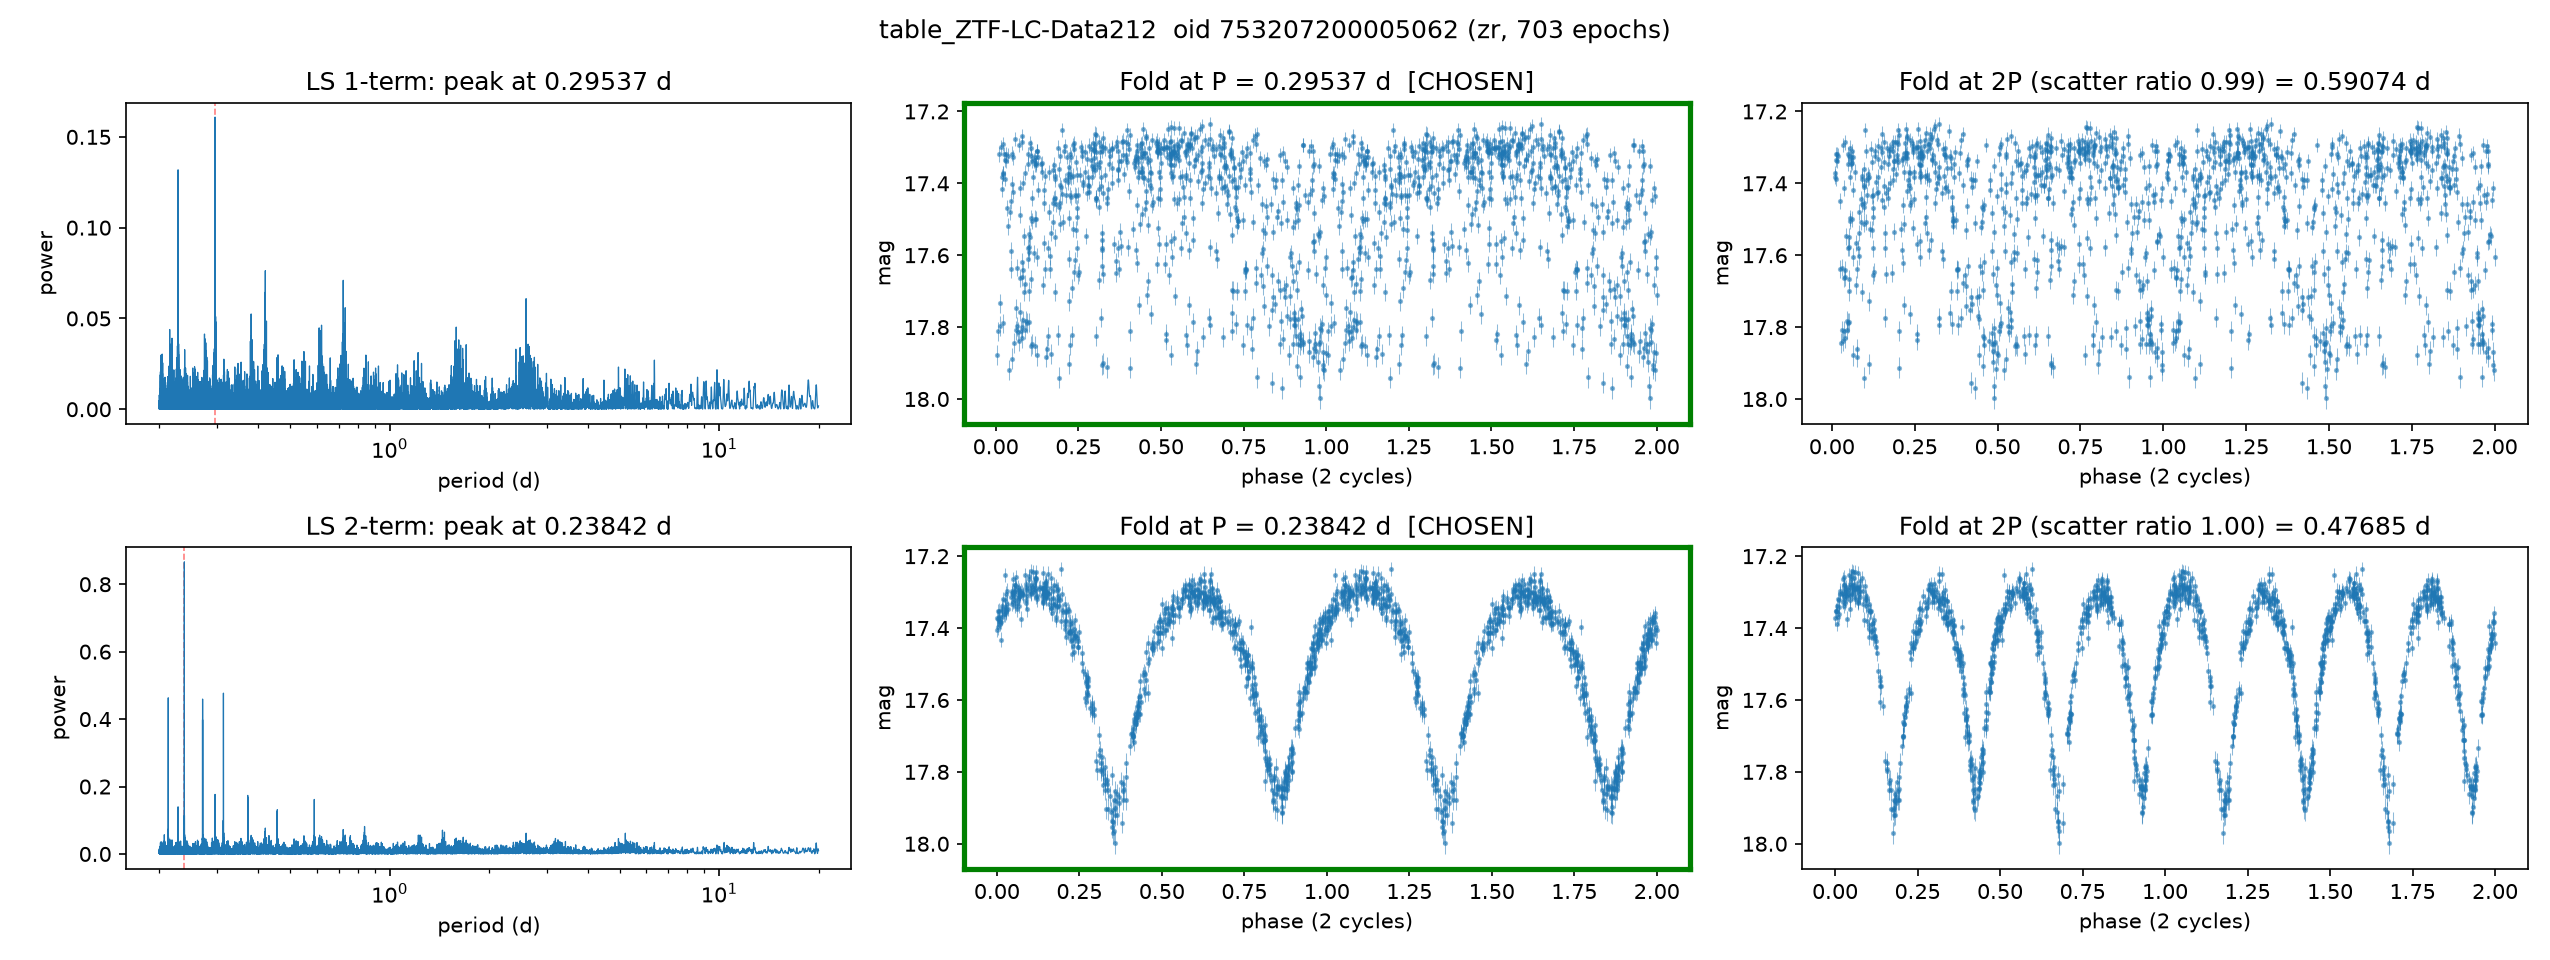 table_ZTF-LC-Data212  oid 753207200005062 (zr, 703 epochs)
LS 1-term: peak at 0.29537 d
Fold at P = 0.29537 d  [CHOSEN]
Fold at 2P (scatter ratio 0.99) = 0.59074 d
power
0.15
0.10
0.05
0.00
10^0
10^1
period (d)
mag
17.2
17.4
17.6
17.8
18.0
0.00 0.25 0.50 0.75 1.00 1.25 1.50 1.75 2.00
phase (2 cycles)
mag
17.2
17.4
17.6
17.8
18.0
0.00 0.25 0.50 0.75 1.00 1.25 1.50 1.75 2.00
phase (2 cycles)
LS 2-term: peak at 0.23842 d
Fold at P = 0.23842 d  [CHOSEN]
Fold at 2P (scatter ratio 1.00) = 0.47685 d
power
0.8
0.6
0.4
0.2
0.0
10^0
10^1
period (d)
mag
17.2
17.4
17.6
17.8
18.0
0.00 0.25 0.50 0.75 1.00 1.25 1.50 1.75 2.00
phase (2 cycles)
mag
17.2
17.4
17.6
17.8
18.0
0.00 0.25 0.50 0.75 1.00 1.25 1.50 1.75 2.00
phase (2 cycles)